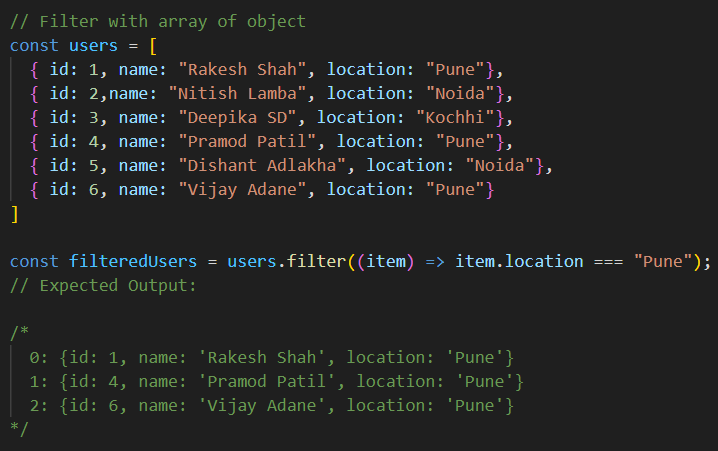 // Filter with array of object
const users = [
  { id: 1, name: "Rakesh Shah", location: "Pune"},
  { id: 2,name: "Nitish Lamba", location: "Noida"},
  { id: 3, name: "Deepika SD", location: "Kochhi"},
  { id: 4, name: "Pramod Patil", location: "Pune"},
  { id: 5, name: "Dishant Adlakha", location: "Noida"},
  { id: 6, name: "Vijay Adane", location: "Pune"}
]

const filteredUsers = users.filter((item) => item.location === "Pune");
// Expected Output:

/*
  0: {id: 1, name: 'Rakesh Shah', location: 'Pune'}
  1: {id: 4, name: 'Pramod Patil', location: 'Pune'}
  2: {id: 6, name: 'Vijay Adane', location: 'Pune'}
*/